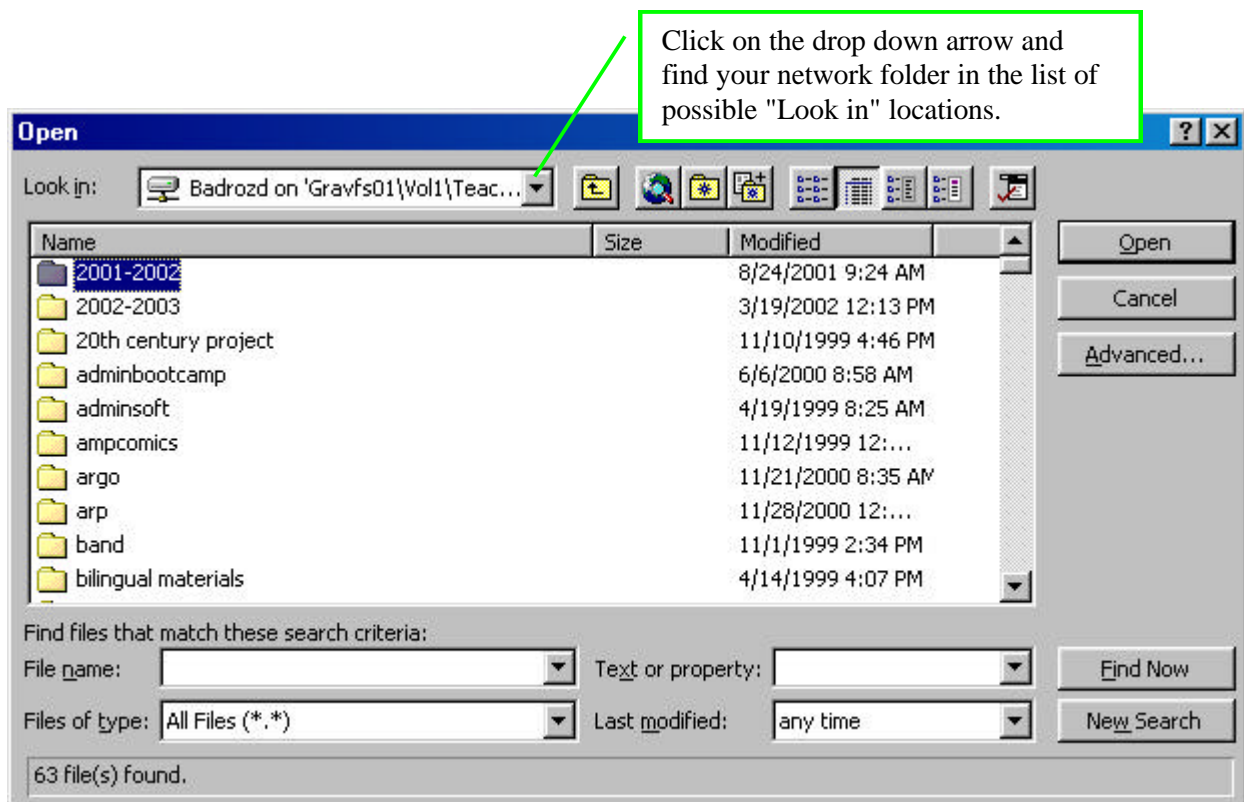 Click on the drop down arrow and
find your network folder in the list of
possible "Look in" locations.
Open
Look in: Badrozd on 'Gravfs01\Vol1\Teac...
Name Size Modified
2001-2002 8/24/2001 9:24 AM
2002-2003 3/19/2002 12:13 PM
20th century project 11/10/1999 4:46 PM
adminbootcamp 6/6/2000 8:58 AM
adminsoft 4/19/1999 8:25 AM
ampcomics 11/12/1999 12:...
argo 11/21/2000 8:35 AM
arp 11/28/2000 12:...
band 11/1/1999 2:34 PM
bilingual materials 4/14/1999 4:07 PM
Open
Cancel
Advanced...
Find files that match these search criteria:
File name: Text or property: Find Now
Files of type: All Files (*.*) Last modified: any time New Search
63 file(s) found.